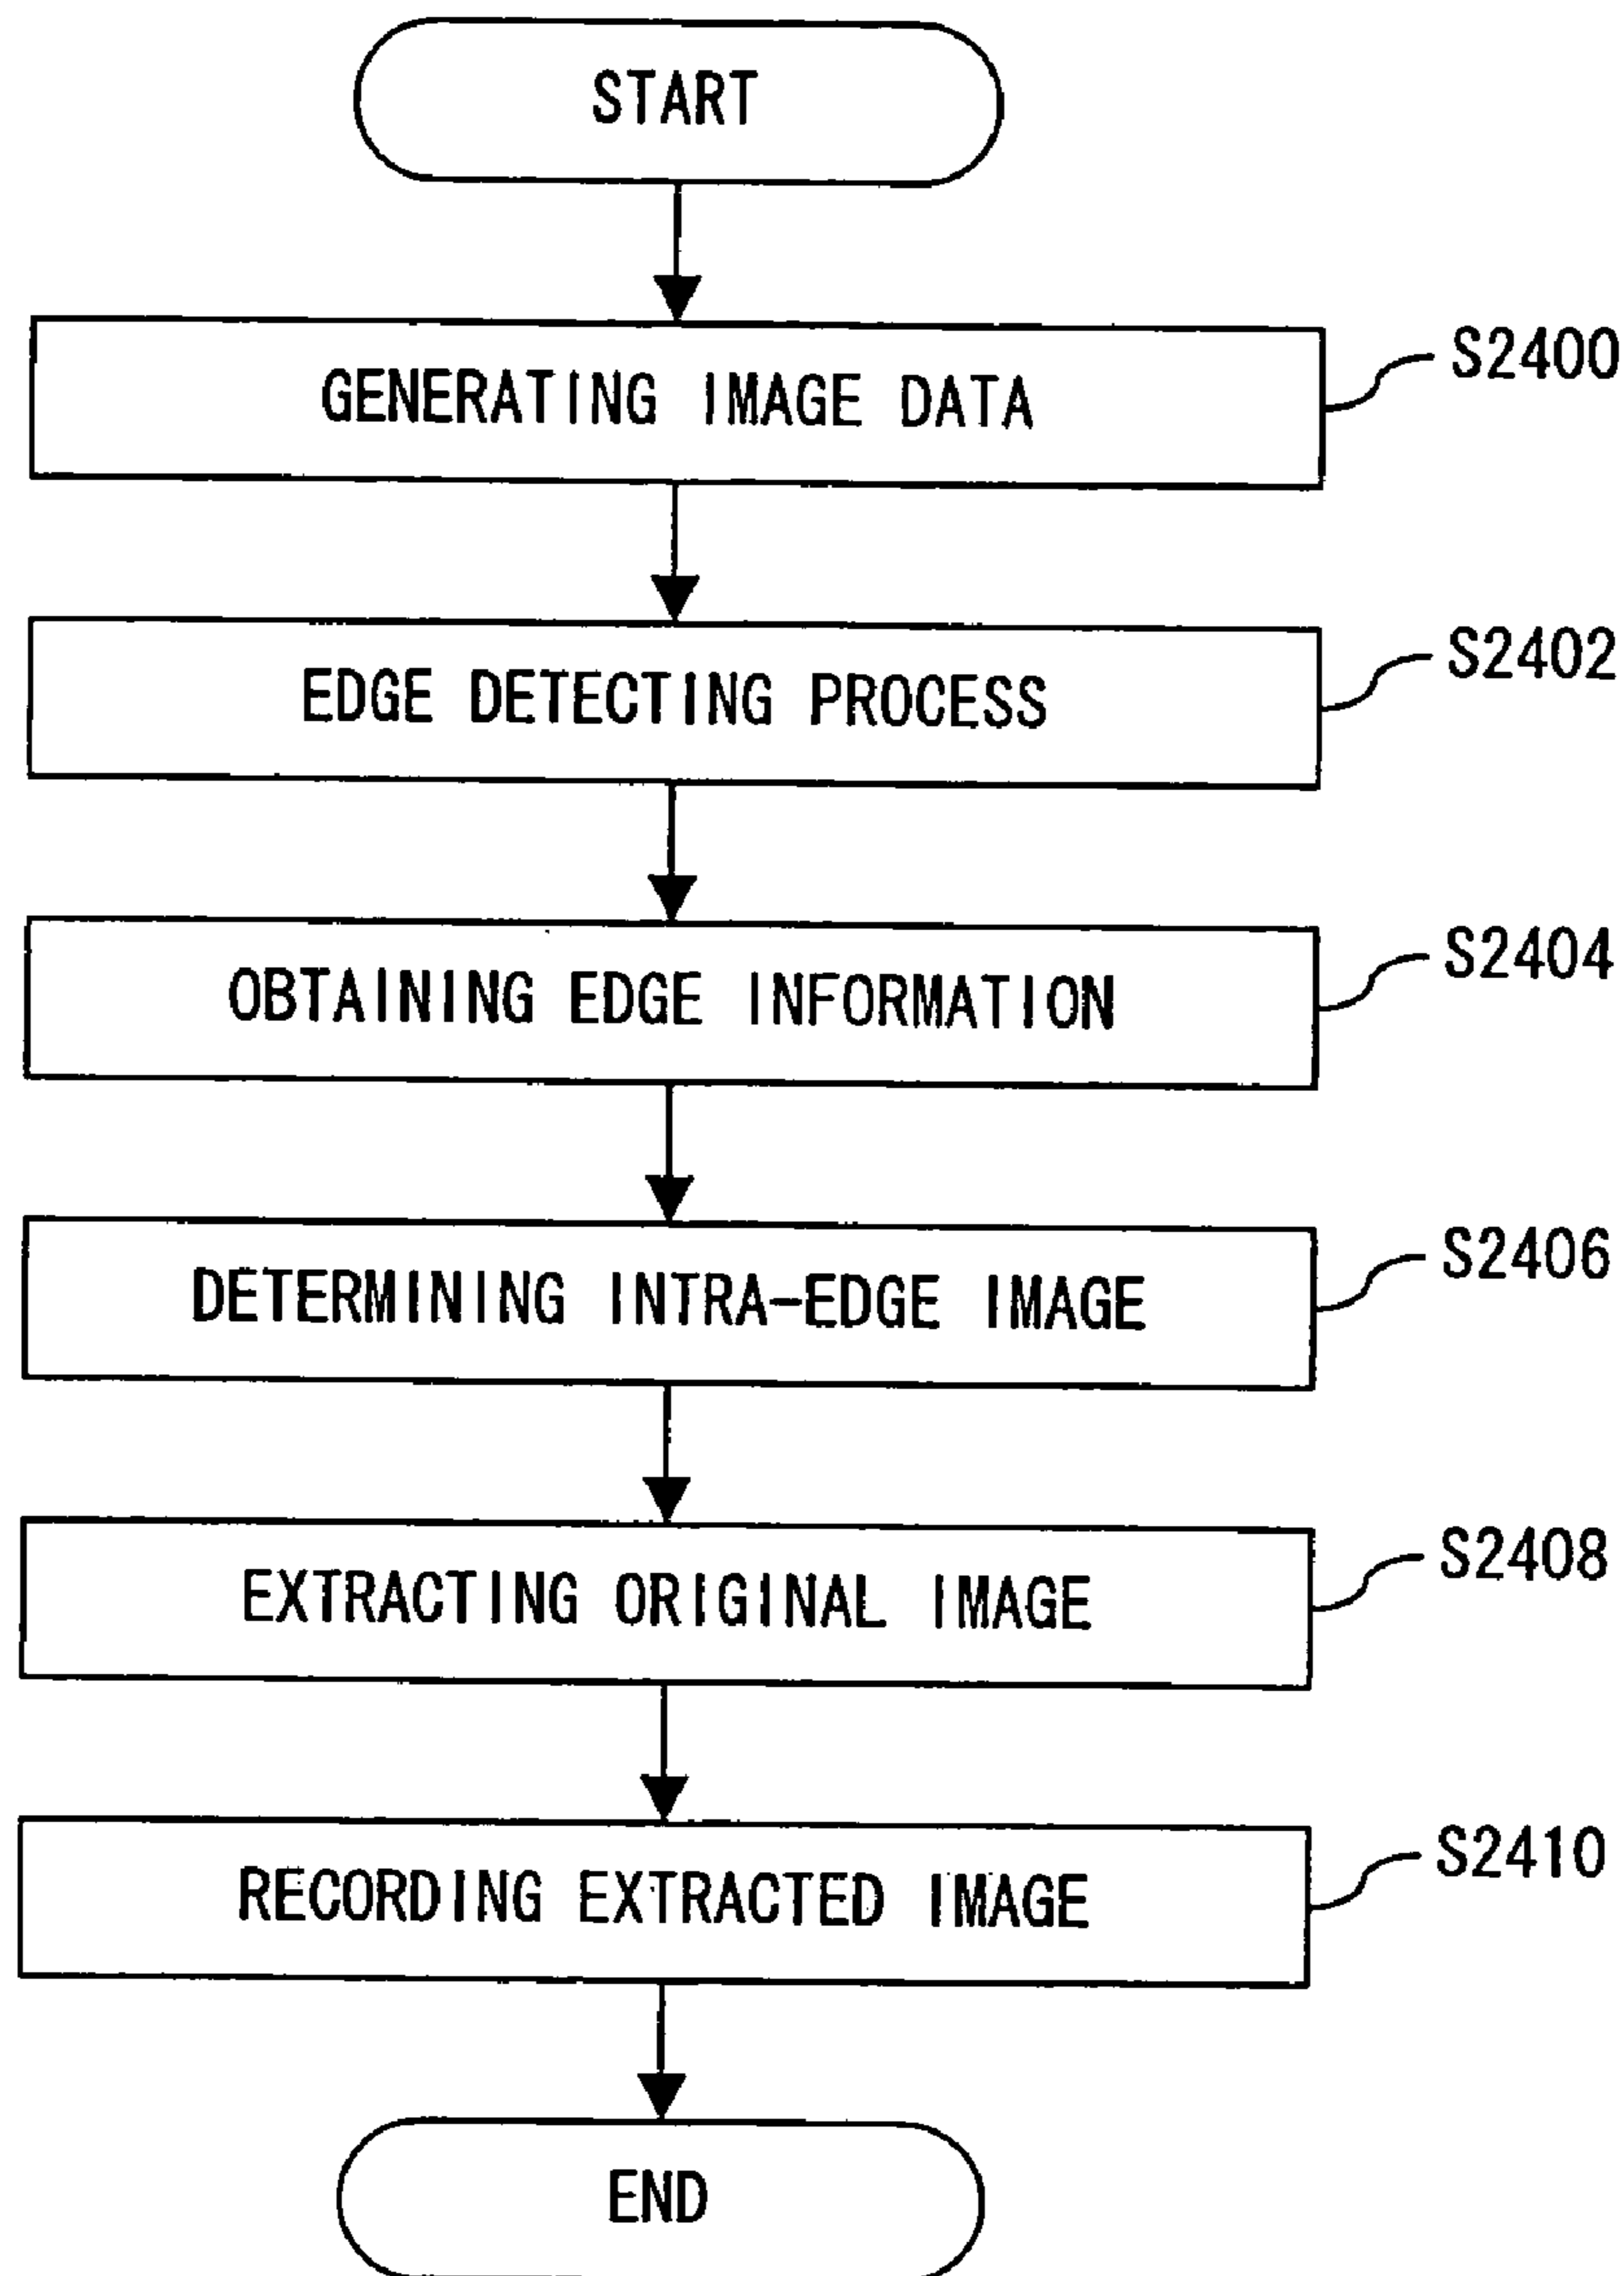 START
GENERATING IMAGE DATA
S2400
EDGE DETECTING PROCESS
S2402
OBTAINING EDGE INFORMATION
S2404
DETERMINING INTRA-EDGE IMAGE
S2406
EXTRACTING ORIGINAL IMAGE
S2408
RECORDING EXTRACTED IMAGE
S2410
END